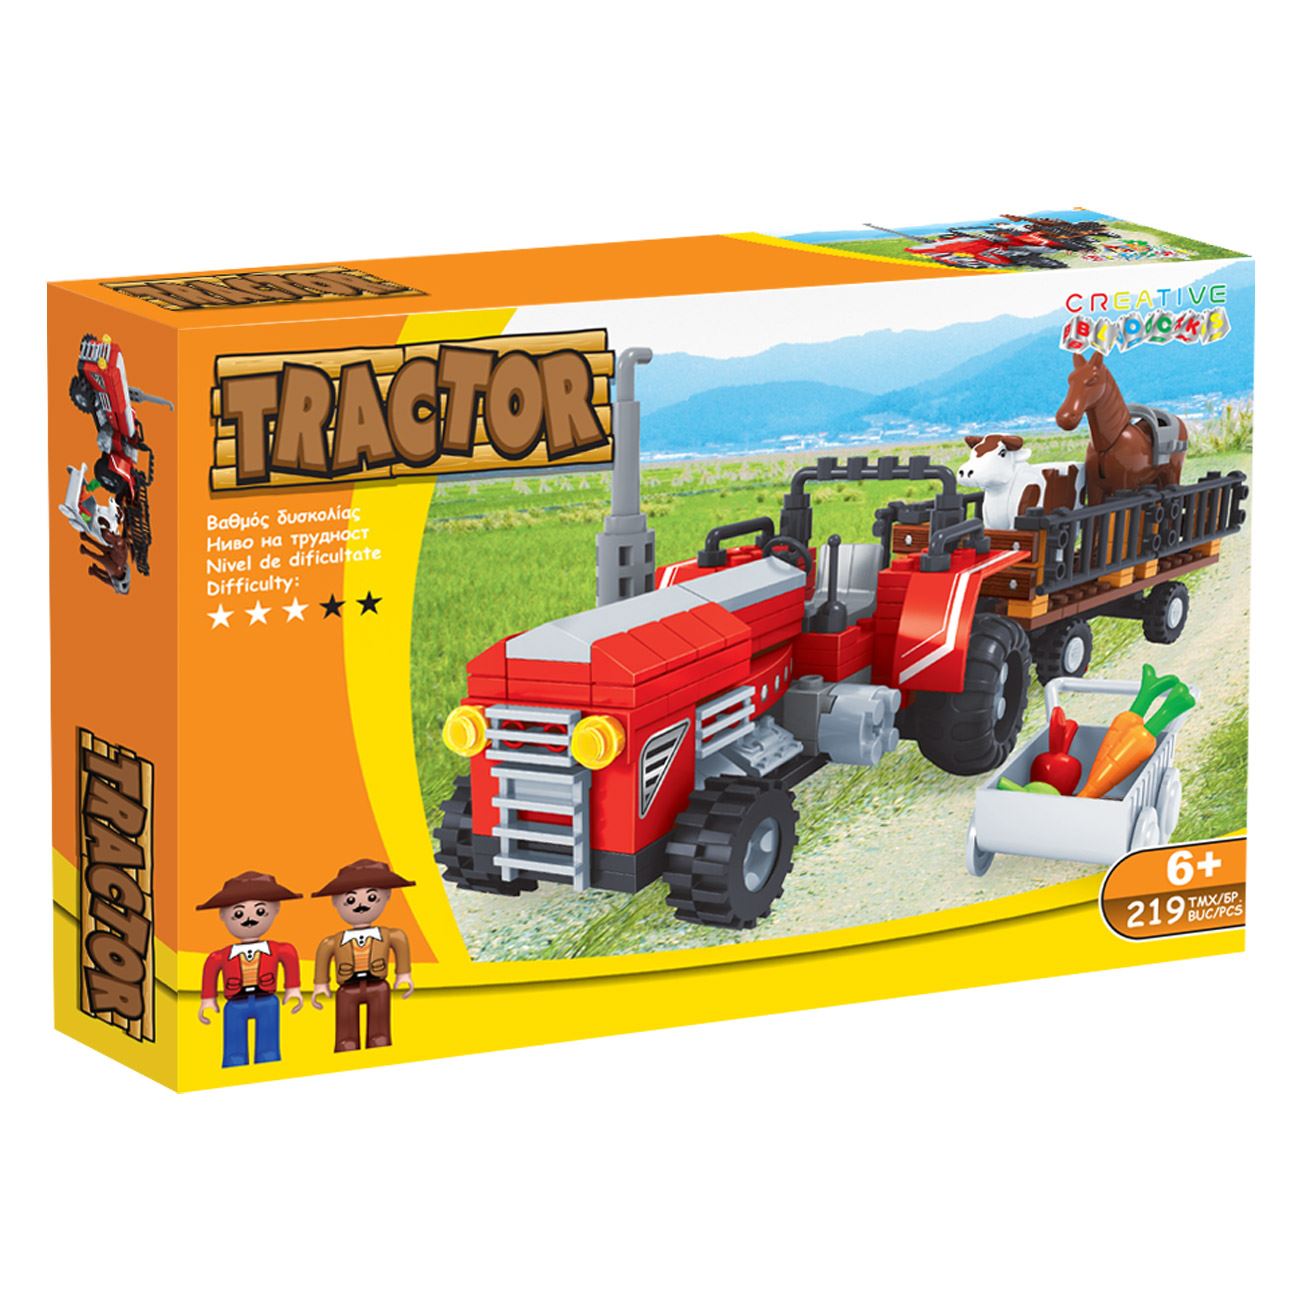 TRACTOR
TRACTOR
CREATIVE
BLOCKS
Βαθμός δυσκολίας
Ниво на трудност
Nivel de dificultate
Difficulty:
TRACTOR
6+
219 ΤΜΧ/БР.
BUC/PCS